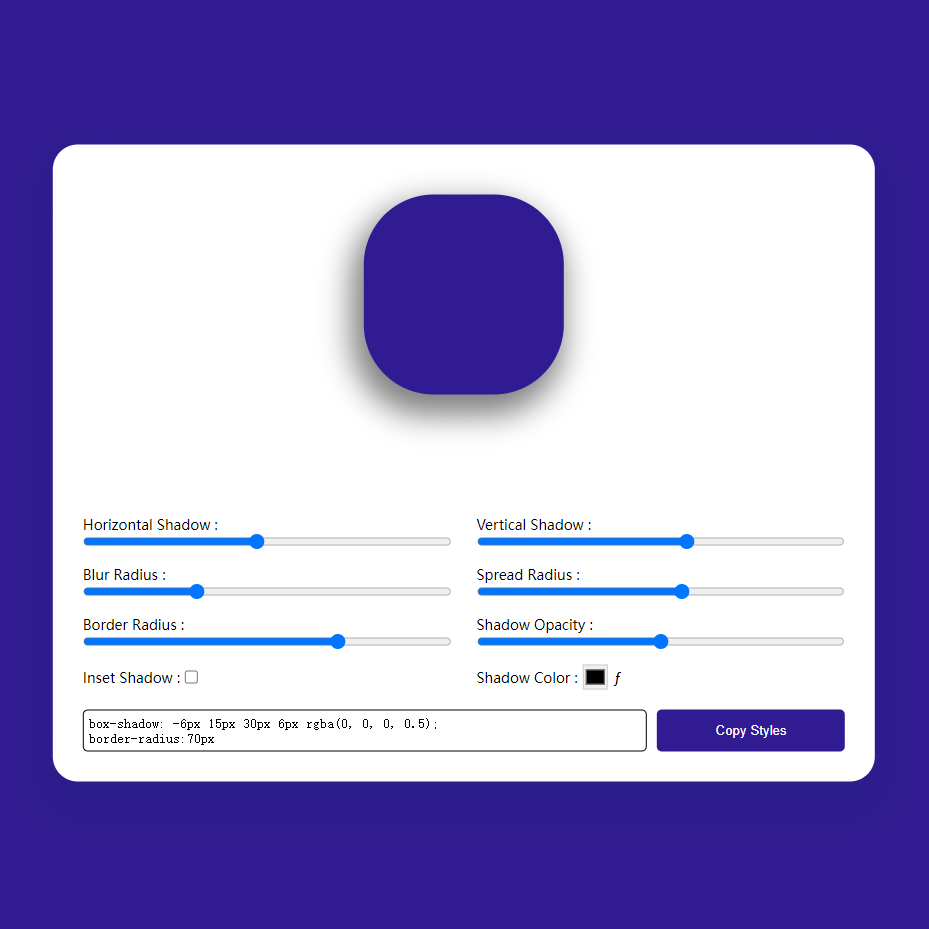 Horizontal Shadow :
Vertical Shadow :
Blur Radius :
Spread Radius :
Border Radius :
Shadow Opacity :
Inset Shadow :
Shadow Color : ƒ
box-shadow: -6px 15px 30px 6px rgba(0, 0, 0, 0.5);
border-radius:70px
Copy Styles